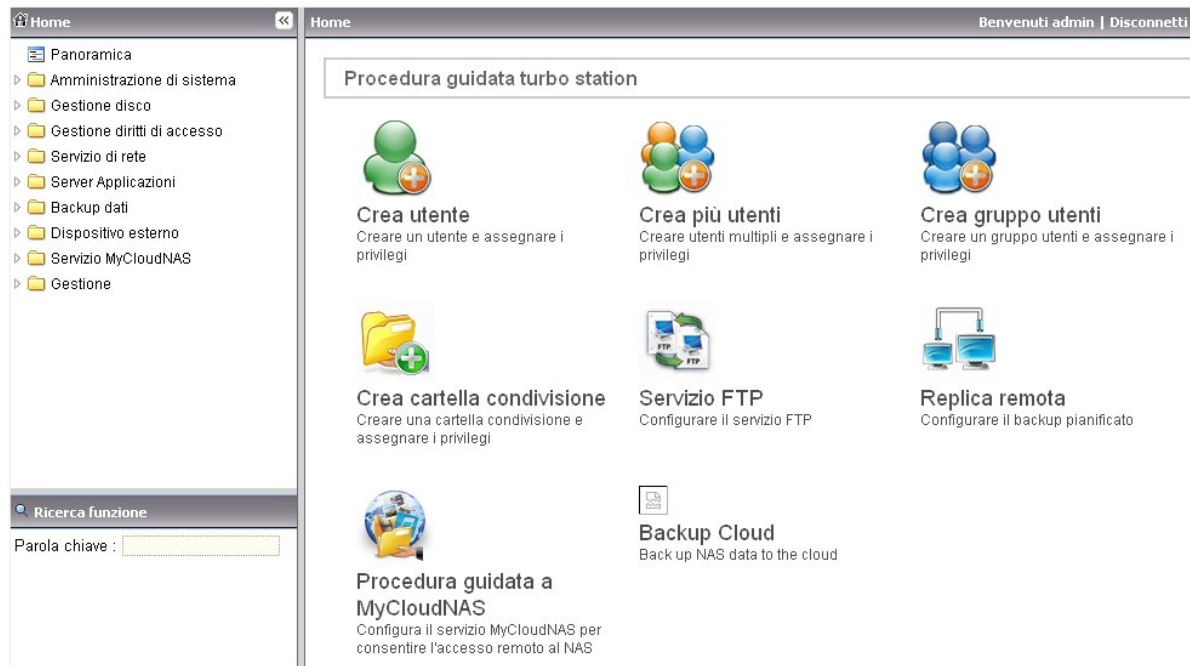 Home
Home
Benvenuti admin | Disconnetti
Panoramica
Amministrazione di sistema
Gestione disco
Gestione diritti di accesso
Servizio di rete
Server Applicazioni
Backup dati
Dispositivo esterno
Servizio MyCloudNAS
Gestione
Ricerca funzione
Parola chiave :
Procedura guidata turbo station
Crea utente
Creare un utente e assegnare i
privilegi
Crea più utenti
Creare utenti multipli e assegnare i
privilegi
Crea gruppo utenti
Creare un gruppo utenti e assegnare i
privilegi
Crea cartella condivisione
Creare una cartella condivisione e
assegnare i privilegi
FTP
FTP
Servizio FTP
Configurare il servizio FTP
Replica remota
Configurare il backup pianificato
Procedura guidata a
MyCloudNAS
Configura il servizio MyCloudNAS per
consentire l'accesso remoto al NAS
Backup Cloud
Back up NAS data to the cloud